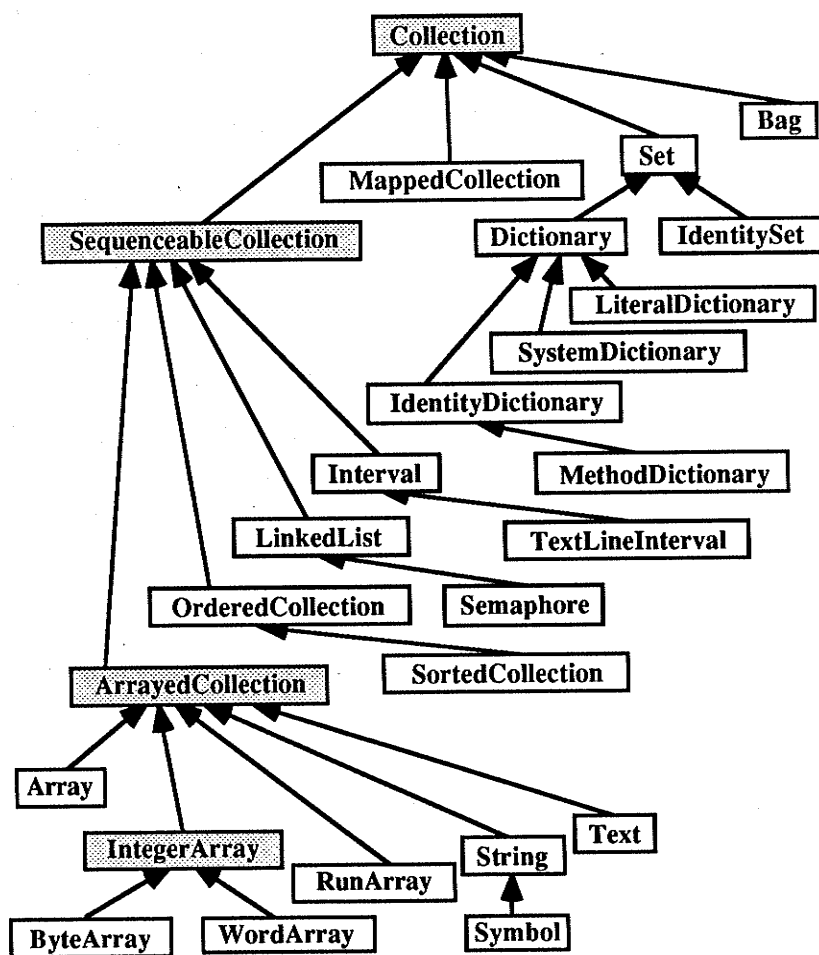 Collection
Bag
Set
MappedCollection
SequenceableCollection
Dictionary
IdentitySet
LiteralDictionary
SystemDictionary
IdentityDictionary
Interval
MethodDictionary
LinkedList
TextLineInterval
OrderedCollection
Semaphore
SortedCollection
ArrayedCollection
Array
Text
IntegerArray
String
RunArray
ByteArray
WordArray
Symbol